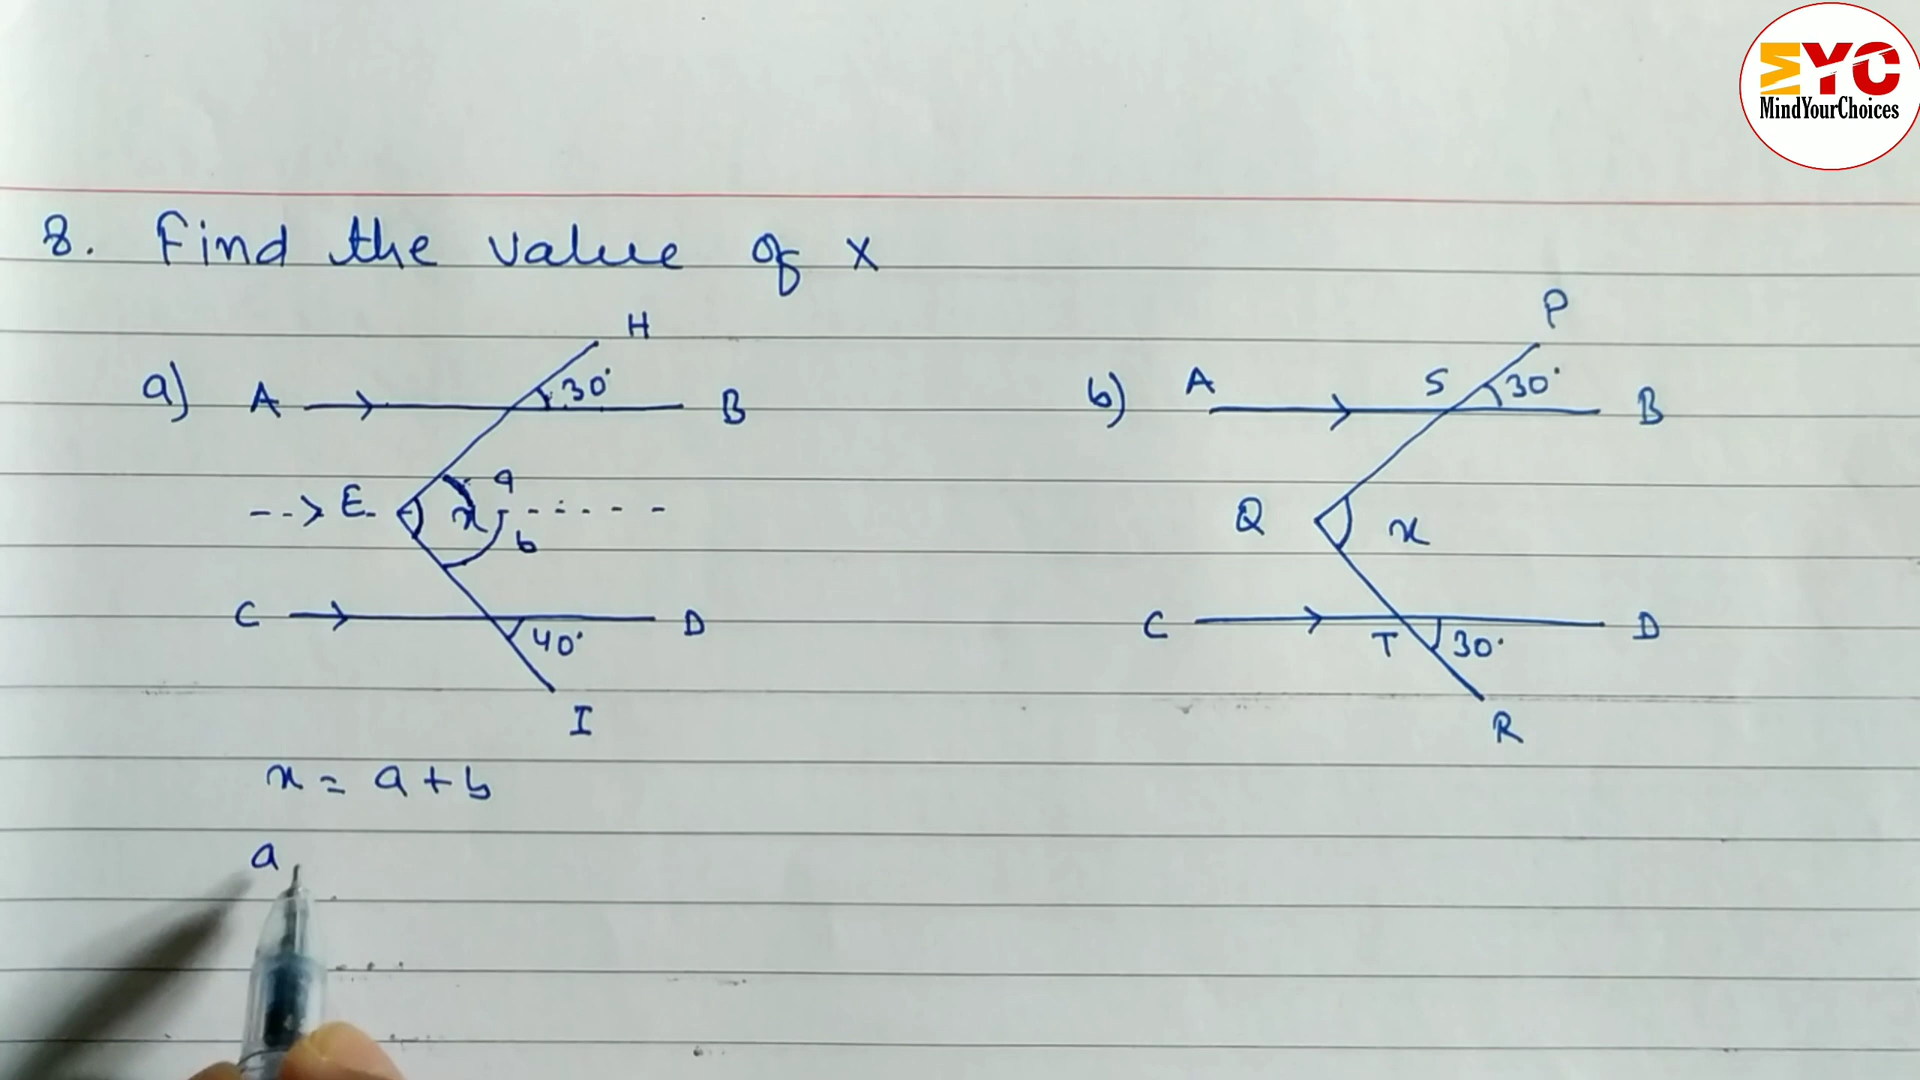 MYC
MindYourChoices
8. Find the value of x
a) A B H 30°
E a x b
C D 40°
I
b) A S P 30° B
Q x
C T 30° D
R
x = a + b
a